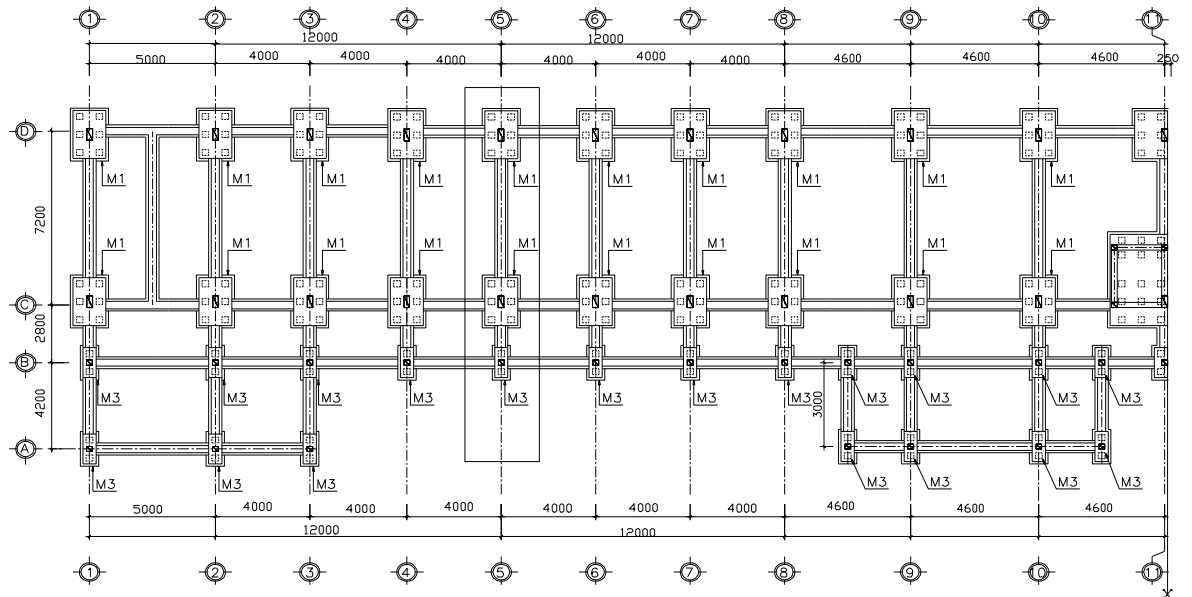 1 2 3 4 5 6 7 8 9 10 11
12000 12000
5000 4000 4000 4000 4000 4000 4000 4600 4600 4600 250
D
M1 M1 M1 M1 M1 M1 M1 M1 M1 M1
7200
M1 M1 M1 M1 M1 M1 M1 M1 M1 M1
C
2800
B
M3 M3 M3 M3 M3 M3 M3 M3 M3 M3 M3 M3
4200
3000
A
M3 M3 M3 M3 M3 M3 M3
5000 4000 4000 4000 4000 4000 4000 4600 4600 4600
12000 12000
1 2 3 4 5 6 7 8 9 10 11